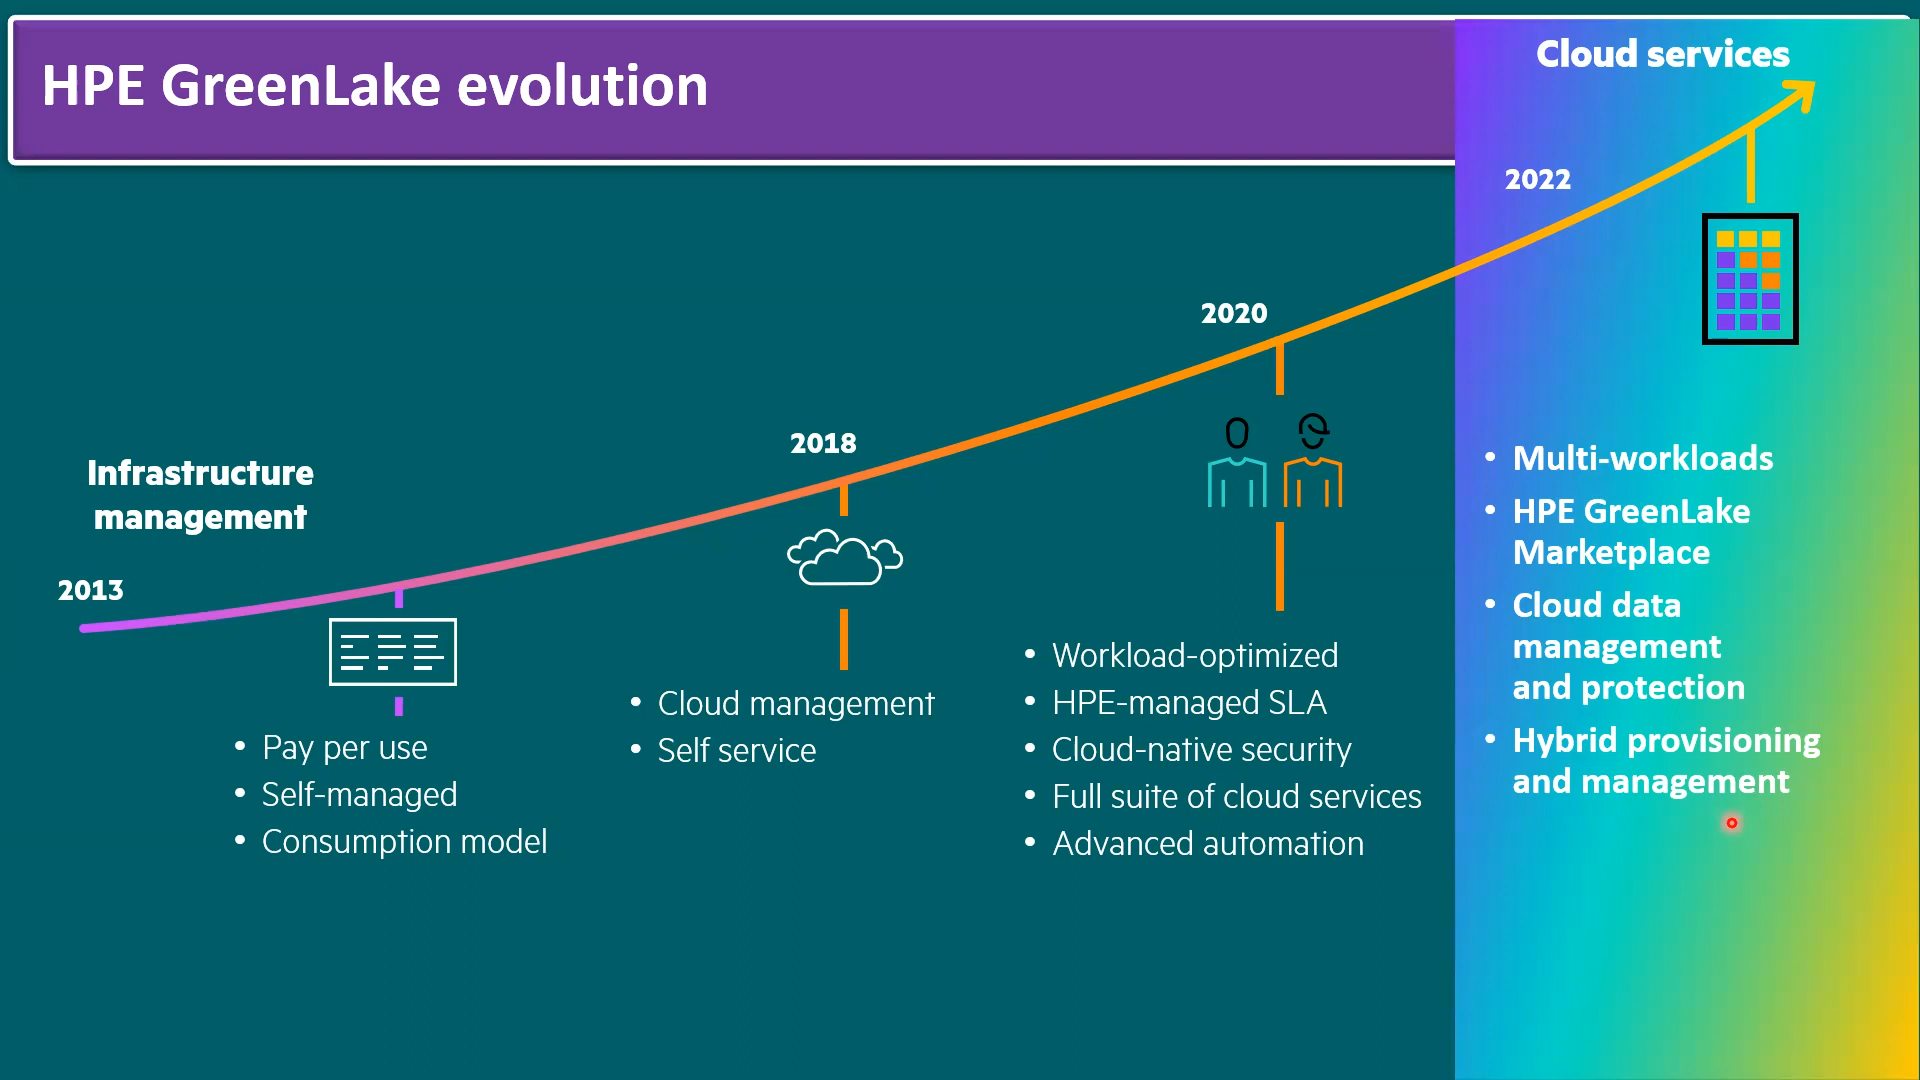 HPE GreenLake evolution
Cloud services
2022
2020
2018
Infrastructure
management
2013
• Pay per use
• Self-managed
• Consumption model
• Cloud management
• Self service
• Workload-optimized
• HPE-managed SLA
• Cloud-native security
• Full suite of cloud services
• Advanced automation
• Multi-workloads
• HPE GreenLake
Marketplace
• Cloud data
management
and protection
• Hybrid provisioning
and management